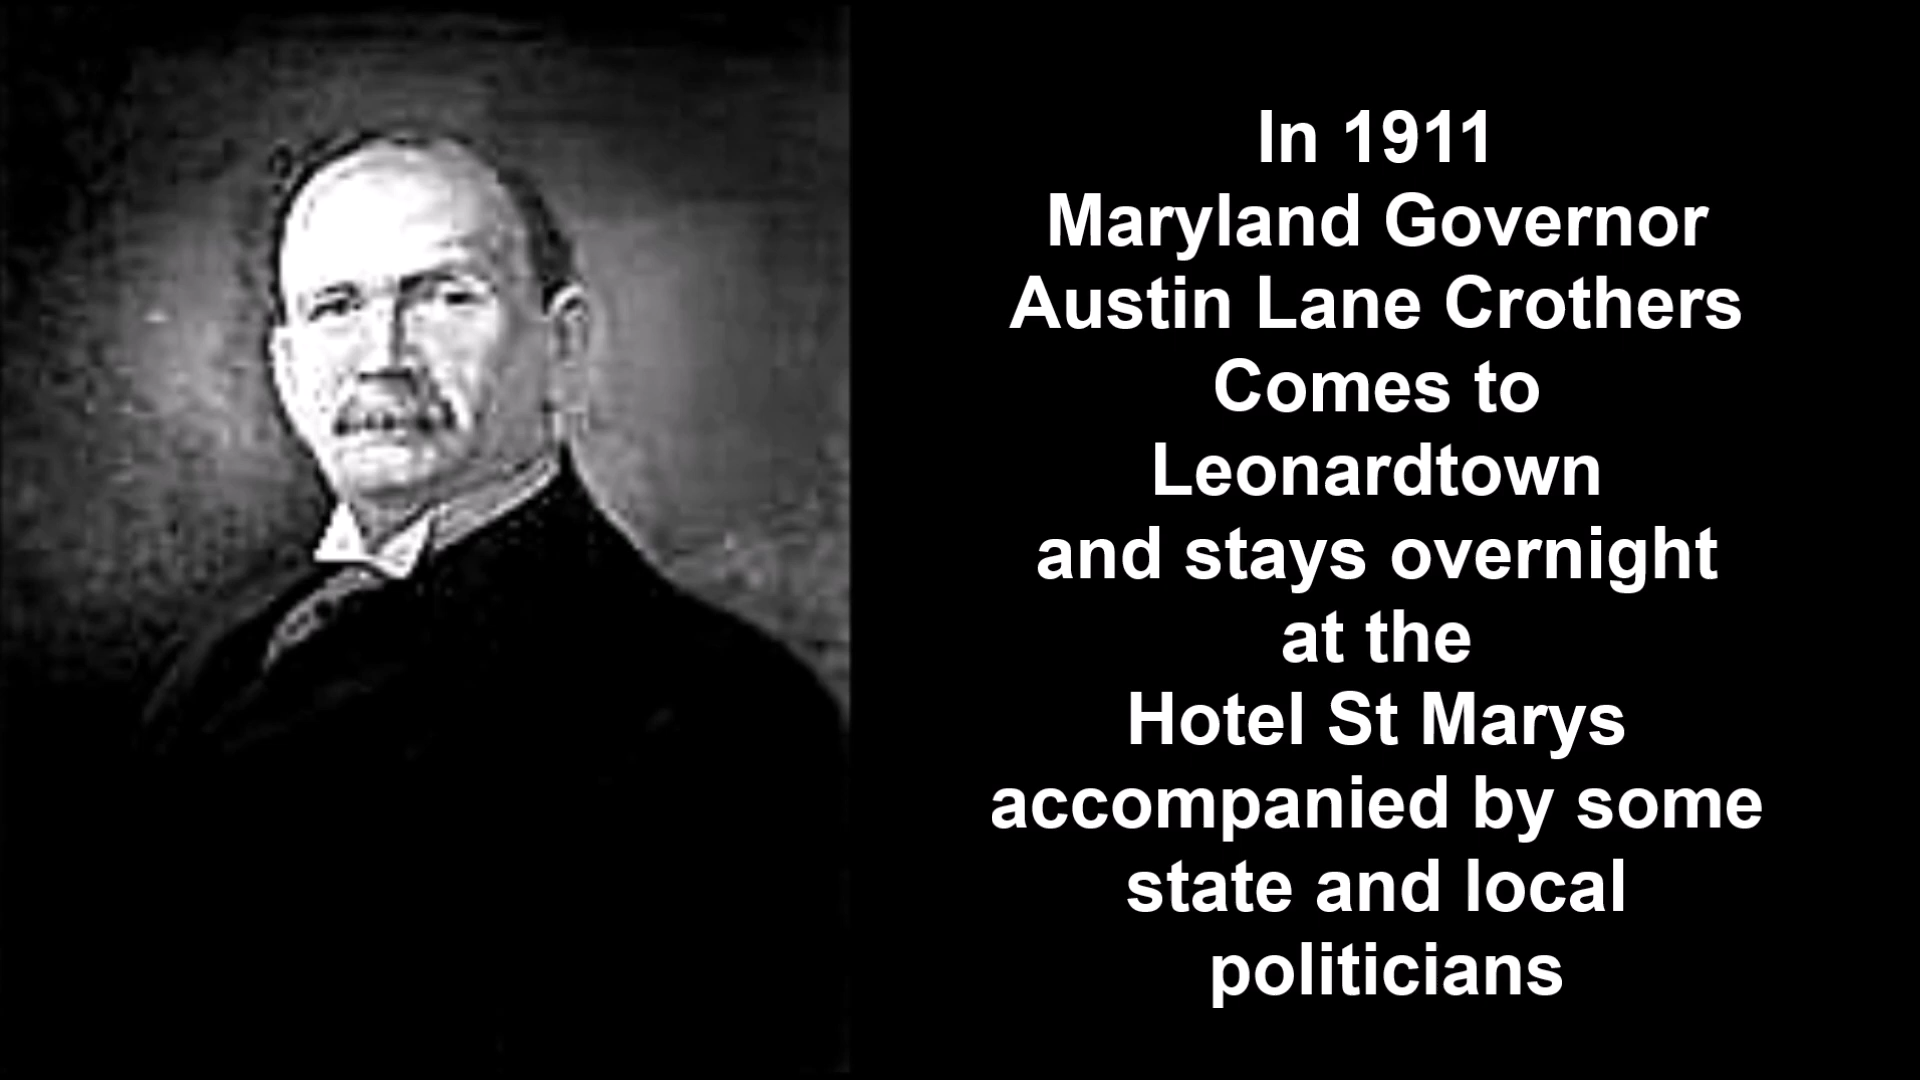 In 1911
Maryland Governor
Austin Lane Crothers
Comes to
Leonardtown
and stays overnight
at the
Hotel St Marys
accompanied by some
state and local
politicians